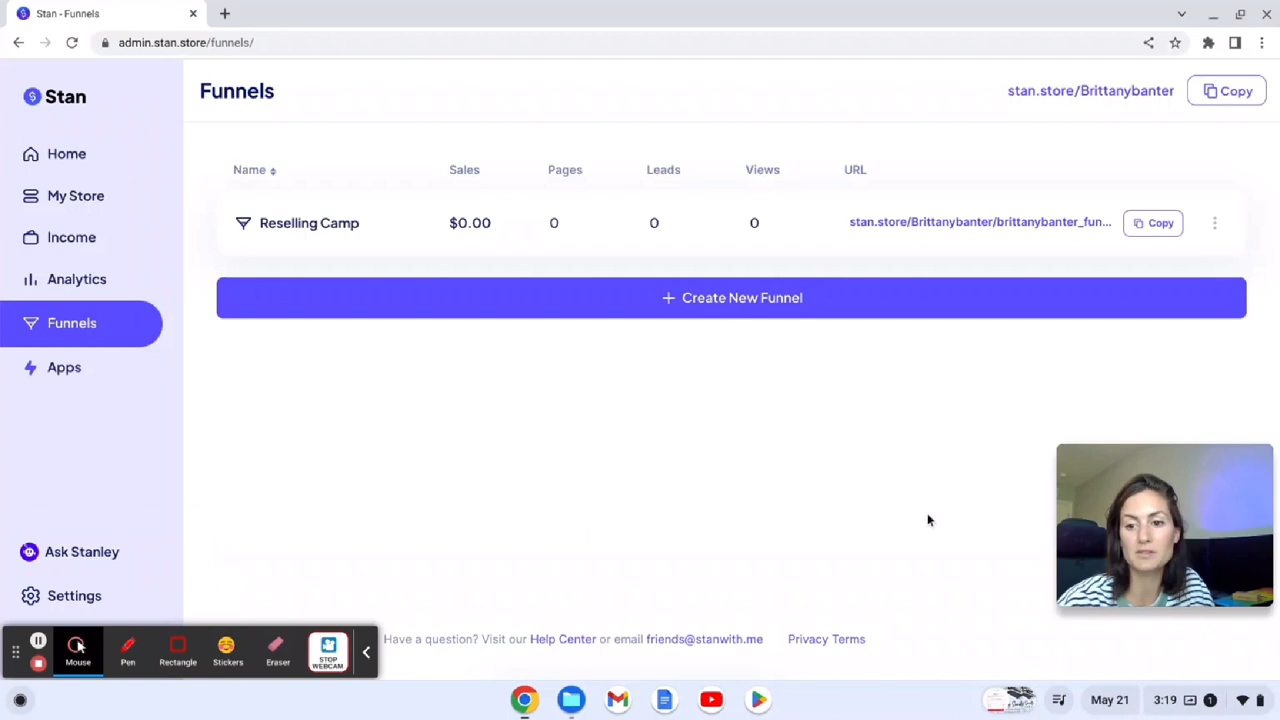 Stan - Funnels
admin.stan.store/funnels/
Stan
Funnels
stan.store/Brittanybanter
Copy
Home
My Store
Income
Analytics
Funnels
Apps
Name
Sales
Pages
Leads
Views
URL
Reselling Camp
$0.00
0
0
0
stan.store/Brittanybanter/brittanybanter_fun...
Copy
+ Create New Funnel
Ask Stanley
Settings
Have a question? Visit our Help Center or email friends@stanwith.me
Privacy Terms
Mouse
Pen
Rectangle
Stickers
Eraser
STOP
WEBCAM
May 21
3:19
1